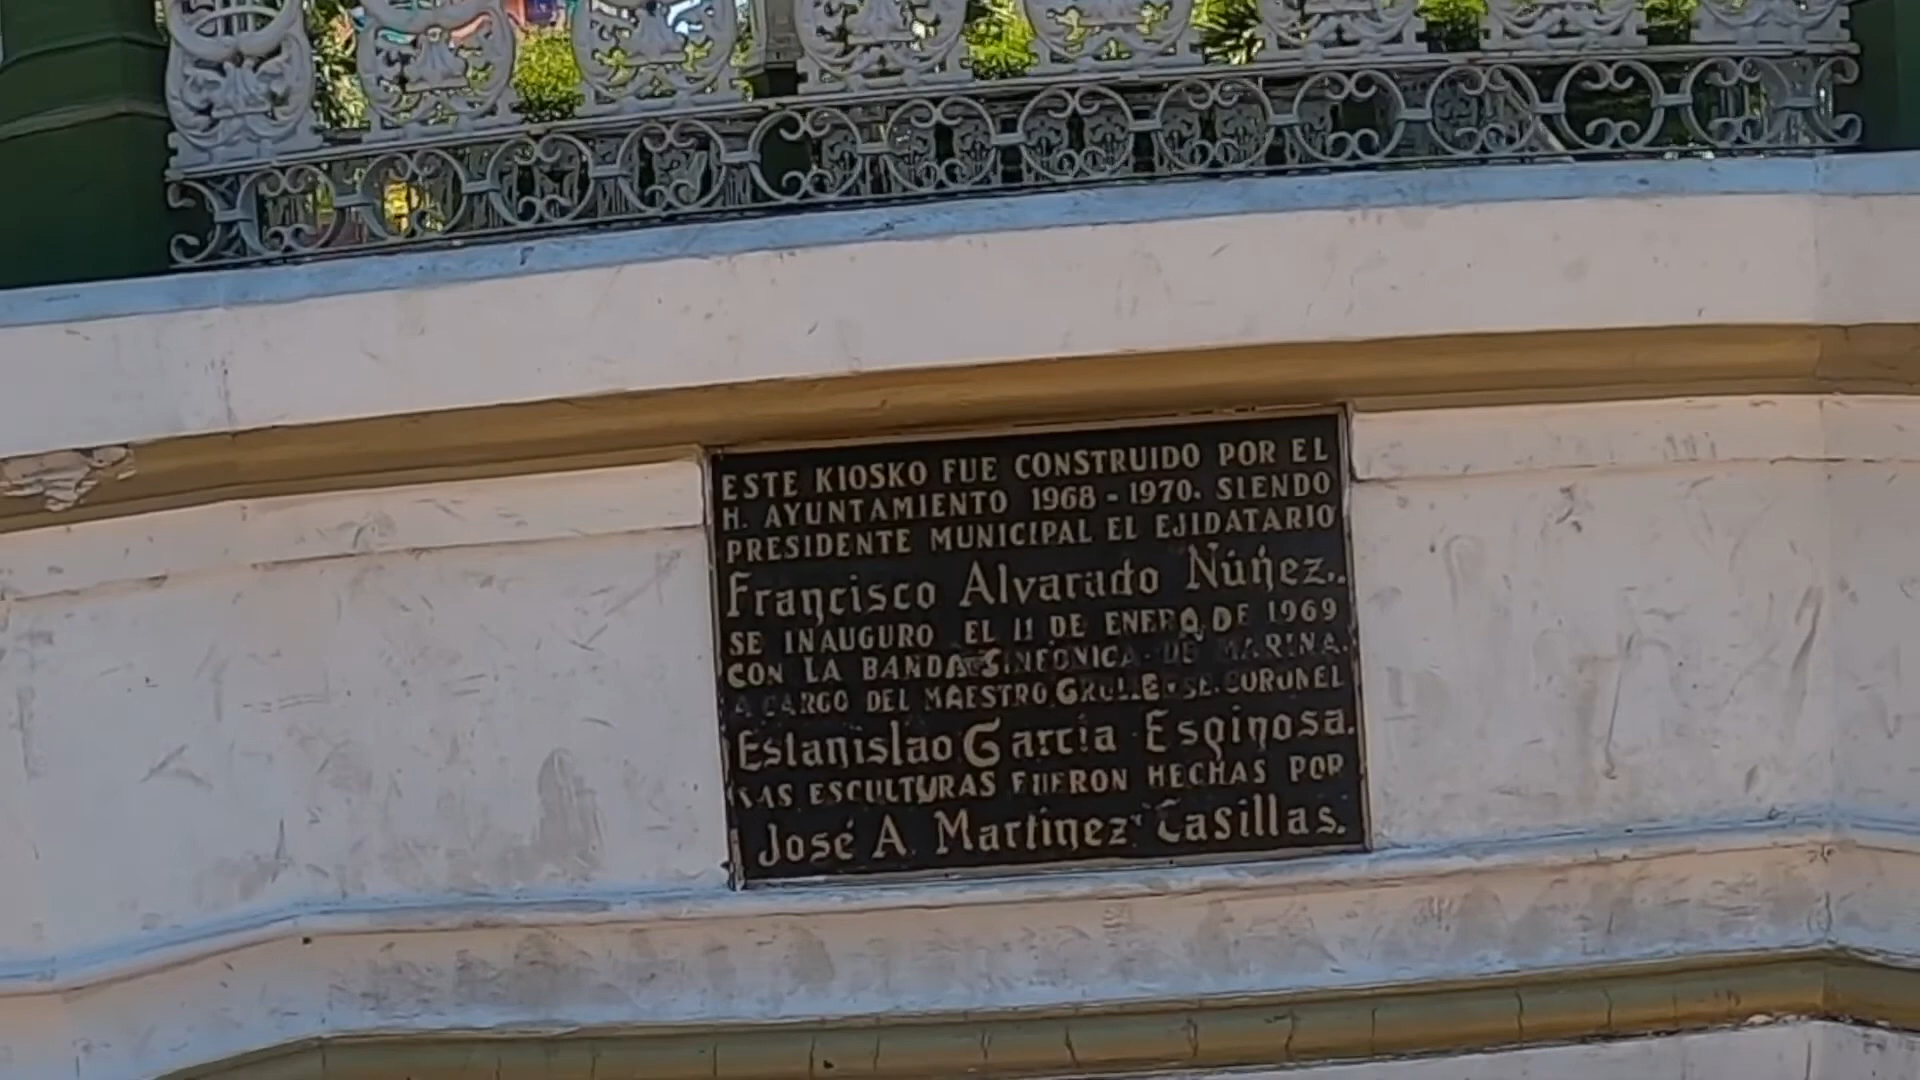 ESTE KIOSKO FUE CONSTRUIDO POR EL
H. AYUNTAMIENTO 1968 - 1970. SIENDO
PRESIDENTE MUNICIPAL EL EJIDATARIO
Francisco Alvarado Núñez..
SE INAUGURO EL 11 DE ENERO DE 1969
CON LA BANDA SINFONICA DE MARINA.
A CARGO DEL MAESTRO CORONEL
Estanislao Garcia Espinosa.
LAS ESCULTURAS FUERON HECHAS POR
José A. Martinez Casillas.